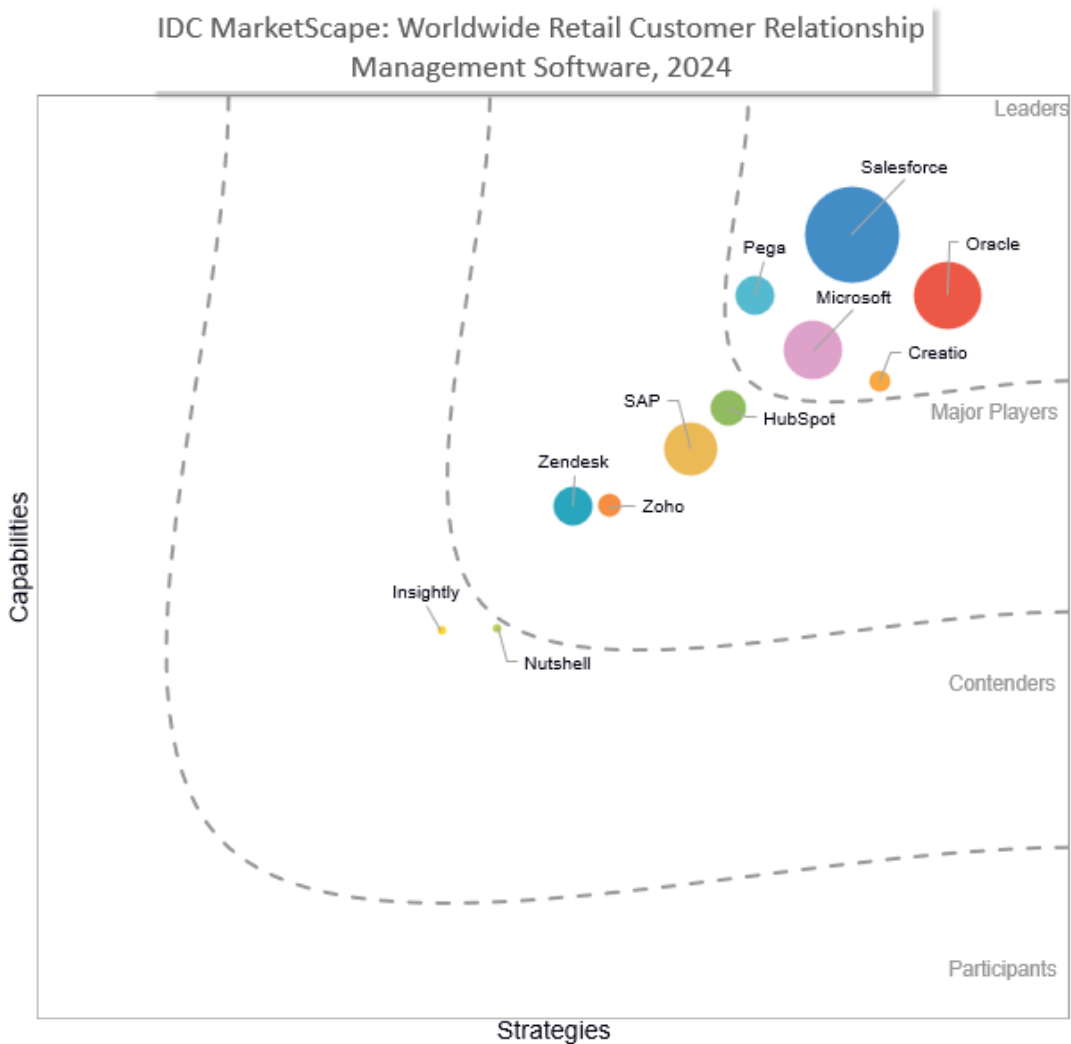 IDC MarketScape: Worldwide Retail Customer Relationship
Management Software, 2024
Leaders
Salesforce
Pega
Oracle
Microsoft
Creatio
SAP
Major Players
HubSpot
Zendesk
Zoho
Capabilities
Insightly
Nutshell
Contenders
Participants
Strategies